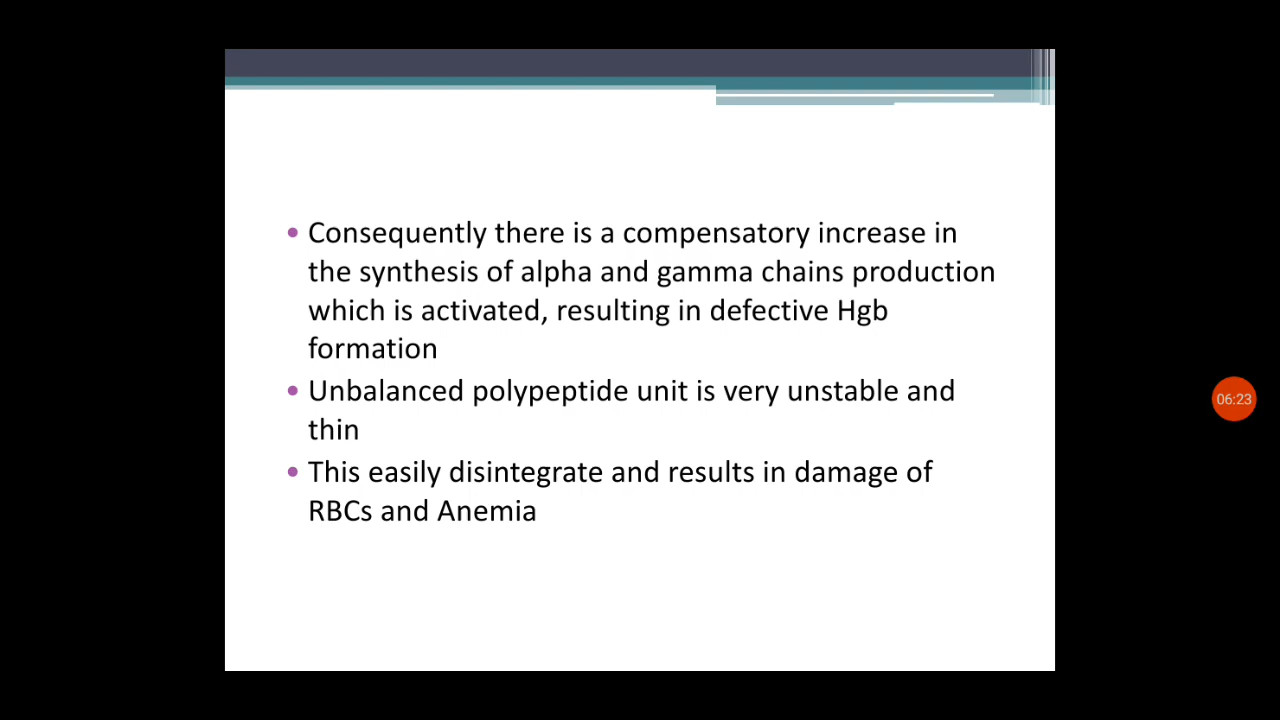 • Consequently there is a compensatory increase in
the synthesis of alpha and gamma chains production
which is activated, resulting in defective Hgb
formation
• Unbalanced polypeptide unit is very unstable and
thin
• This easily disintegrate and results in damage of
RBCs and Anemia
06:23